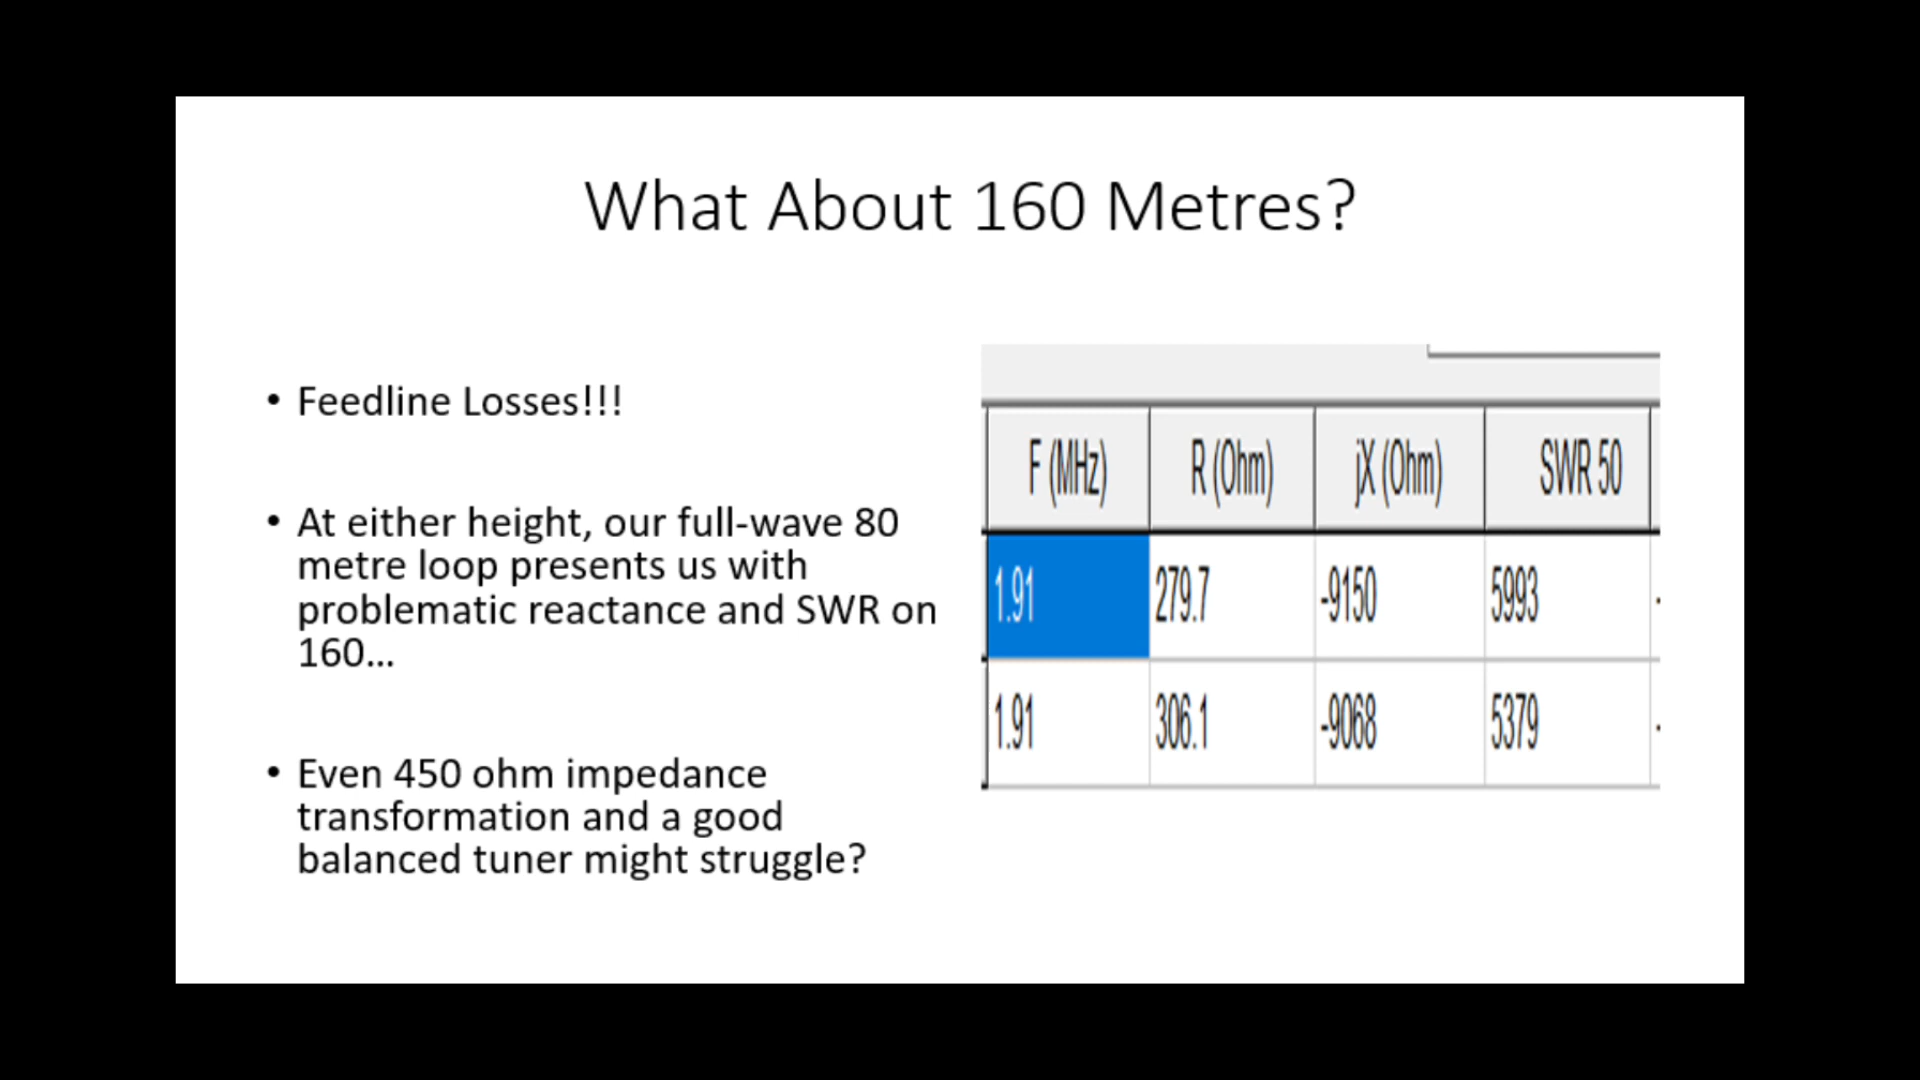 What About 160 Metres?
• Feedline Losses!!!
• At either height, our full-wave 80
metre loop presents us with
problematic reactance and SWR on
160...
• Even 450 ohm impedance
transformation and a good
balanced tuner might struggle?
F (MHz) R (Ohm) jX (Ohm) SWR 50
1.91 279.7 -9150 5993 -
1.91 306.1 -9068 5379 -